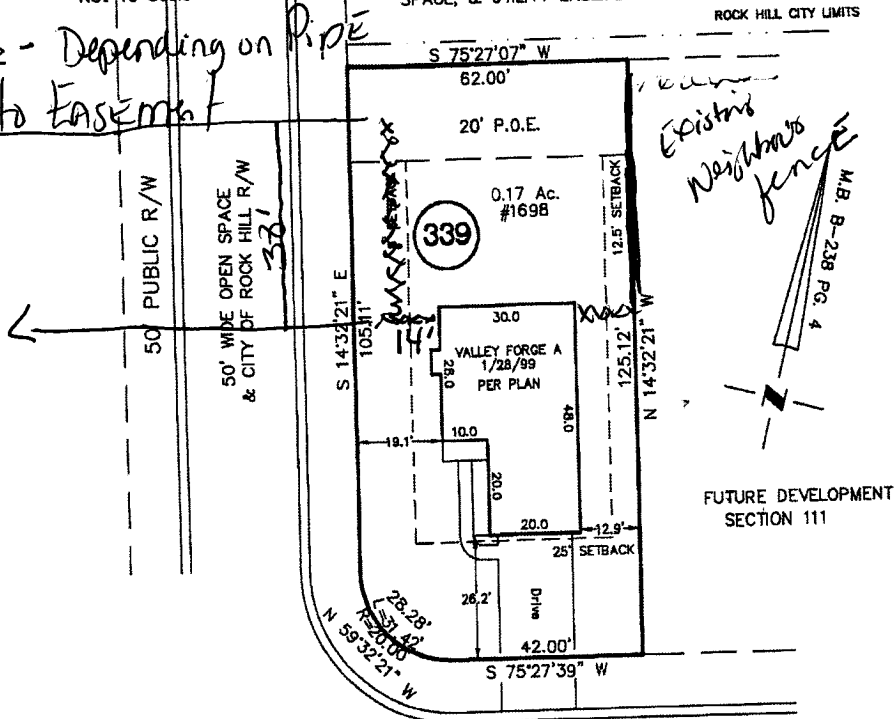 ROCK HILL CITY LIMITS
- Depending on Pipe
to Easement
S 75°27'07" W
62.00'
20' P.O.E.
Existing
Neighbors
fence
M.B. B-238 PG. 4
0.17 Ac.
#1698
12.5' SETBACK
339
50' PUBLIC R/W
50' WIDE OPEN SPACE
& CITY OF ROCK HILL R/W
38'
S 14°32'21" E
105.11'
14'
30.0
VALLEY FORGE A
1/28/99
PER PLAN
28.0
48.0
125.12'
N 14°32'21" W
19.1'
10.0
20.0
20.0
12.9'
25' SETBACK
FUTURE DEVELOPMENT
SECTION 111
26.2'
Drive
28.28'
L=31.42'
R=20.00'
N 59°32'21" W
42.00'
S 75°27'39" W